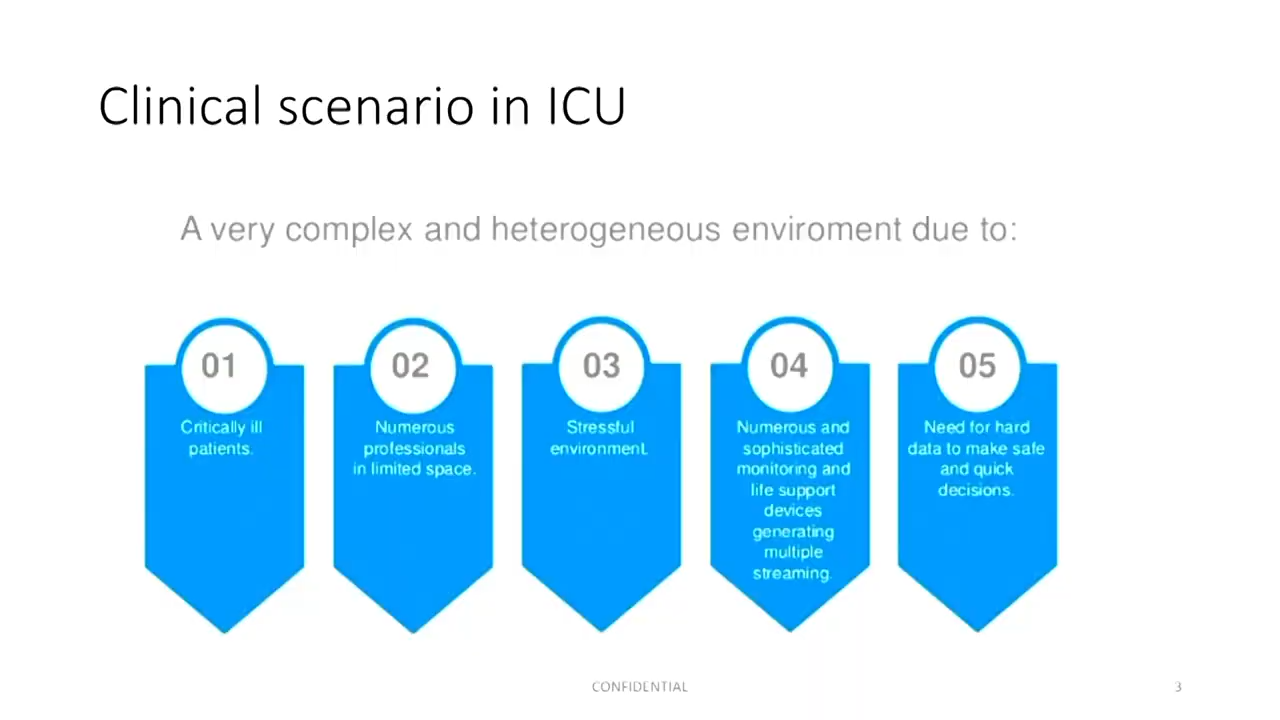 Clinical scenario in ICU
A very complex and heterogeneous enviroment due to:
01
Critically ill
patients.
02
Numerous
professionals
in limited space.
03
Stressful
environment.
04
Numerous and
sophisticated
monitoring and
life support
devices
generating
multiple
streaming.
05
Need for hard
data to make safe
and quick
decisions.
CONFIDENTIAL
3